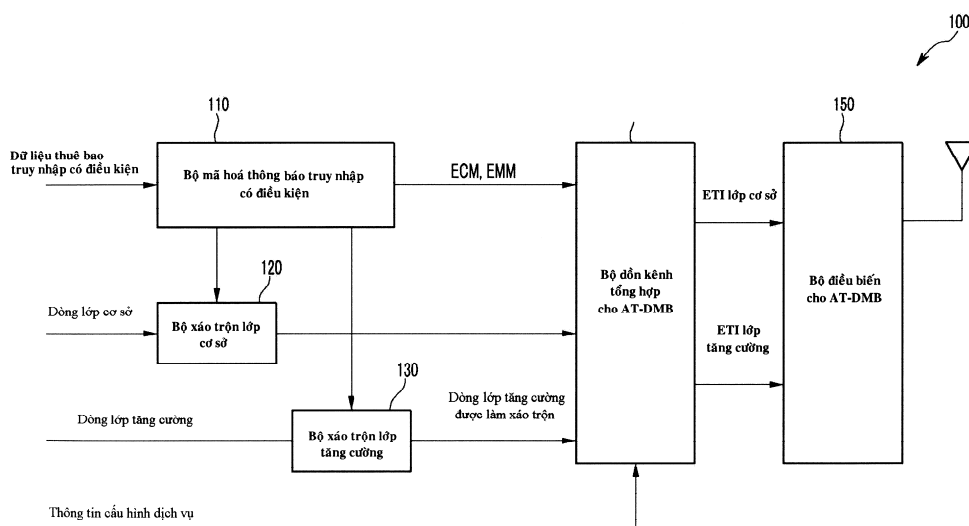 100
110
150
Dữ liệu thuê bao
truy nhập có điều kiện
Bộ mã hoá thông báo truy nhập
có điều kiện
ECM, EMM
ETI lớp cơ sở
120
Bộ dồn kênh
tổng hợp
cho AT-DMB
Bộ điều biến
cho AT-DMB
Dòng lớp cơ sở
Bộ xáo trộn lớp
cơ sở
ETI lớp
tăng cường
130
Dòng lớp tăng cường
được làm xáo trộn
Dòng lớp tăng cường
Bộ xáo trộn lớp
tăng cường
Thông tin cấu hình dịch vụ